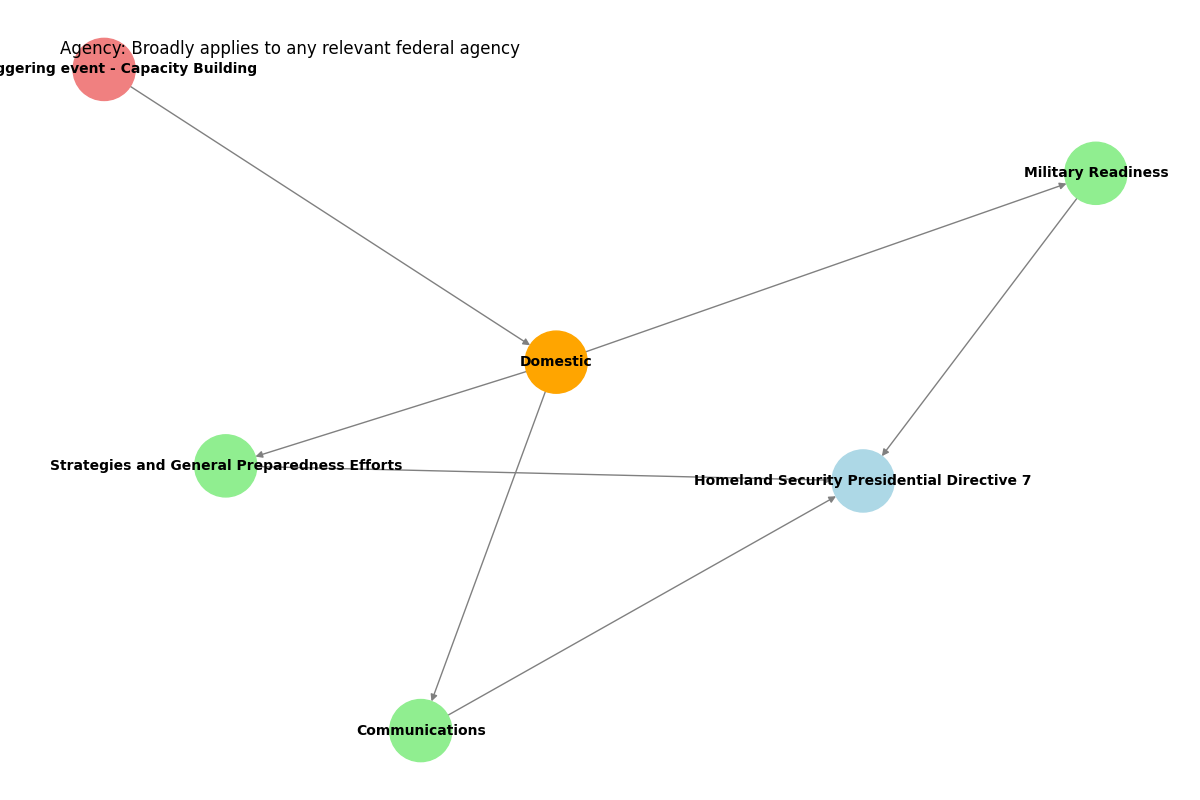 Agency: Broadly applies to any relevant federal agency
ggering event - Capacity Building
Military Readiness
Domestic
Strategies and General Preparedness Efforts
Homeland Security Presidential Directive 7
Communications